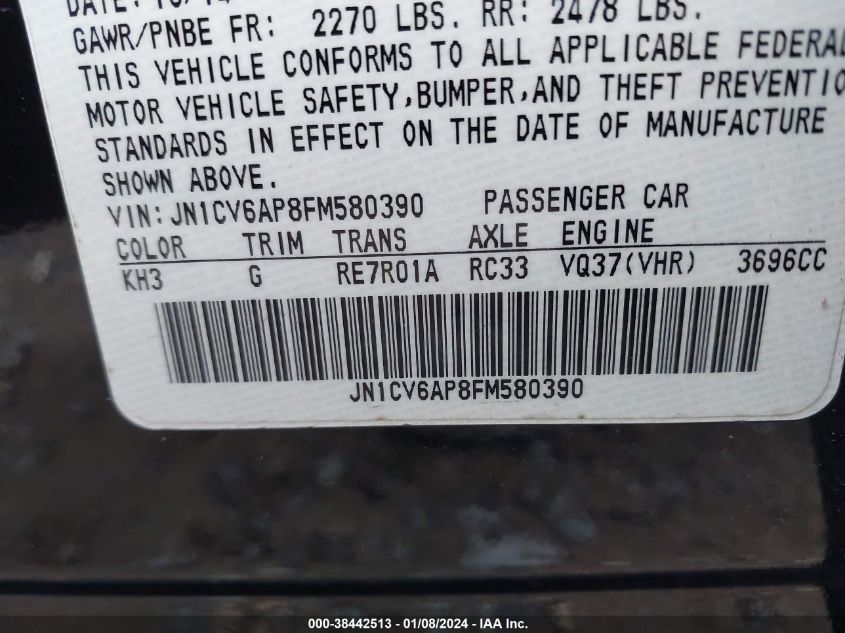 DATE:
GAWR/PNBE FR: 2270 LBS. RR: 2478 LBS.
THIS VEHICLE CONFORMS TO ALL APPLICABLE FEDERAL
MOTOR VEHICLE SAFETY,BUMPER,AND THEFT PREVENTIO
STANDARDS IN EFFECT ON THE DATE OF MANUFACTURE
SHOWN ABOVE.
VIN:JN1CV6AP8FM580390 PASSENGER CAR
COLOR TRIM TRANS AXLE ENGINE
KH3 G RE7R01A RC33 VQ37(VHR) 3696CC
JN1CV6AP8FM580390
000-38442513 - 01/08/2024 - IAA Inc.